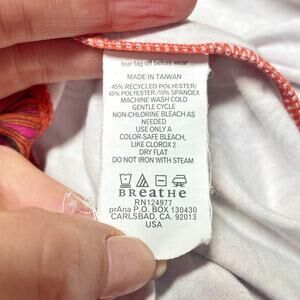 tear tag off before wear
MADE IN TAIWAN
45% RECYCLED POLYESTER/
45% POLYESTER /10% SPANDEX
MACHINE WASH COLD
GENTLE CYCLE
NON-CHLORINE BLEACH AS
NEEDED
USE ONLY A
COLOR-SAFE BLEACH,
LIKE CLOROX 2
DRY FLAT
DO NOT IRON WITH STEAM
BReatHe
RN124977
prAna P.O. BOX 130430
CARLSBAD, CA. 92013
USA